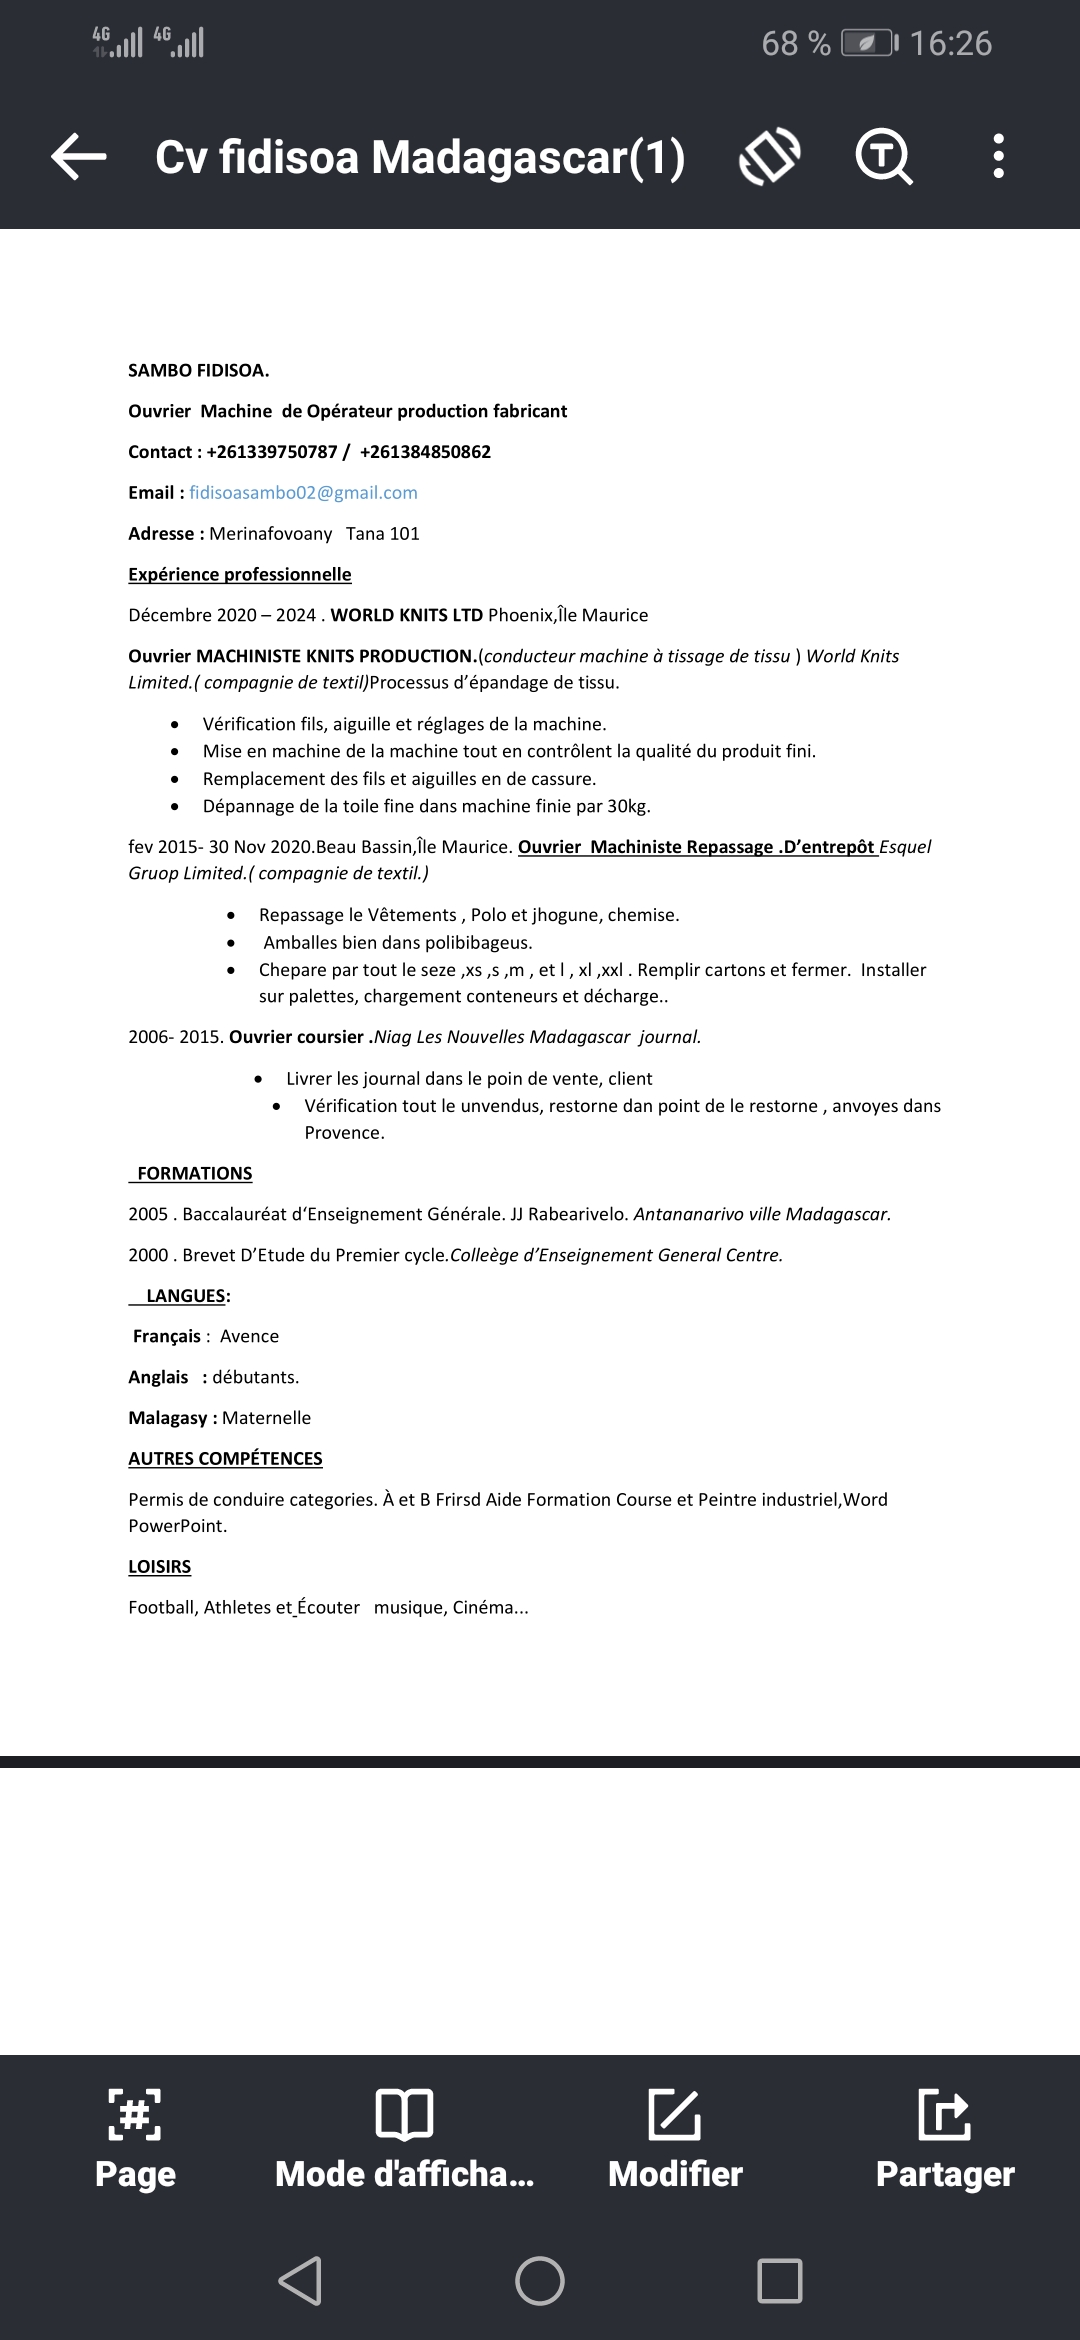 4G 4G 68 % 16:26
Cv fidisoa Madagascar(1)
SAMBO FIDISOA.
Ouvrier  Machine  de Opérateur production fabricant
Contact : +261339750787 /  +261384850862
Email : fidisoasambo02@gmail.com
Adresse : Merinafovoany   Tana 101
Expérience professionnelle
Décembre 2020 – 2024 . WORLD KNITS LTD Phoenix,Île Maurice
Ouvrier MACHINISTE KNITS PRODUCTION.(conducteur machine à tissage de tissu ) World Knits
Limited.( compagnie de textil)Processus d’épandage de tissu.
• Vérification fils, aiguille et réglages de la machine.
• Mise en machine de la machine tout en contrôlent la qualité du produit fini.
• Remplacement des fils et aiguilles en de cassure.
• Dépannage de la toile fine dans machine finie par 30kg.
fev 2015- 30 Nov 2020.Beau Bassin,Île Maurice. Ouvrier  Machiniste Repassage .D’entrepôt Esquel
Gruop Limited.( compagnie de textil.)
• Repassage le Vêtements , Polo et jhogune, chemise.
• Amballes bien dans polibibageus.
• Chepare par tout le seze ,xs ,s ,m , et l , xl ,xxl . Remplir cartons et fermer.  Installer
sur palettes, chargement conteneurs et décharge..
2006- 2015. Ouvrier coursier .Niag Les Nouvelles Madagascar  journal.
• Livrer les journal dans le poin de vente, client
• Vérification tout le unvendus, restorne dan point de le restorne , anvoyes dans
Provence.
FORMATIONS
2005 . Baccalauréat d‘Enseignement Générale. JJ Rabearivelo. Antananarivo ville Madagascar.
2000 . Brevet D’Etude du Premier cycle.Colleège d’Enseignement General Centre.
LANGUES:
Français :  Avence
Anglais   : débutants.
Malagasy : Maternelle
AUTRES COMPÉTENCES
Permis de conduire categories. À et B Frirsd Aide Formation Course et Peintre industriel,Word
PowerPoint.
LOISIRS
Football, Athletes et Écouter   musique, Cinéma...
Page Mode d'afficha... Modifier Partager